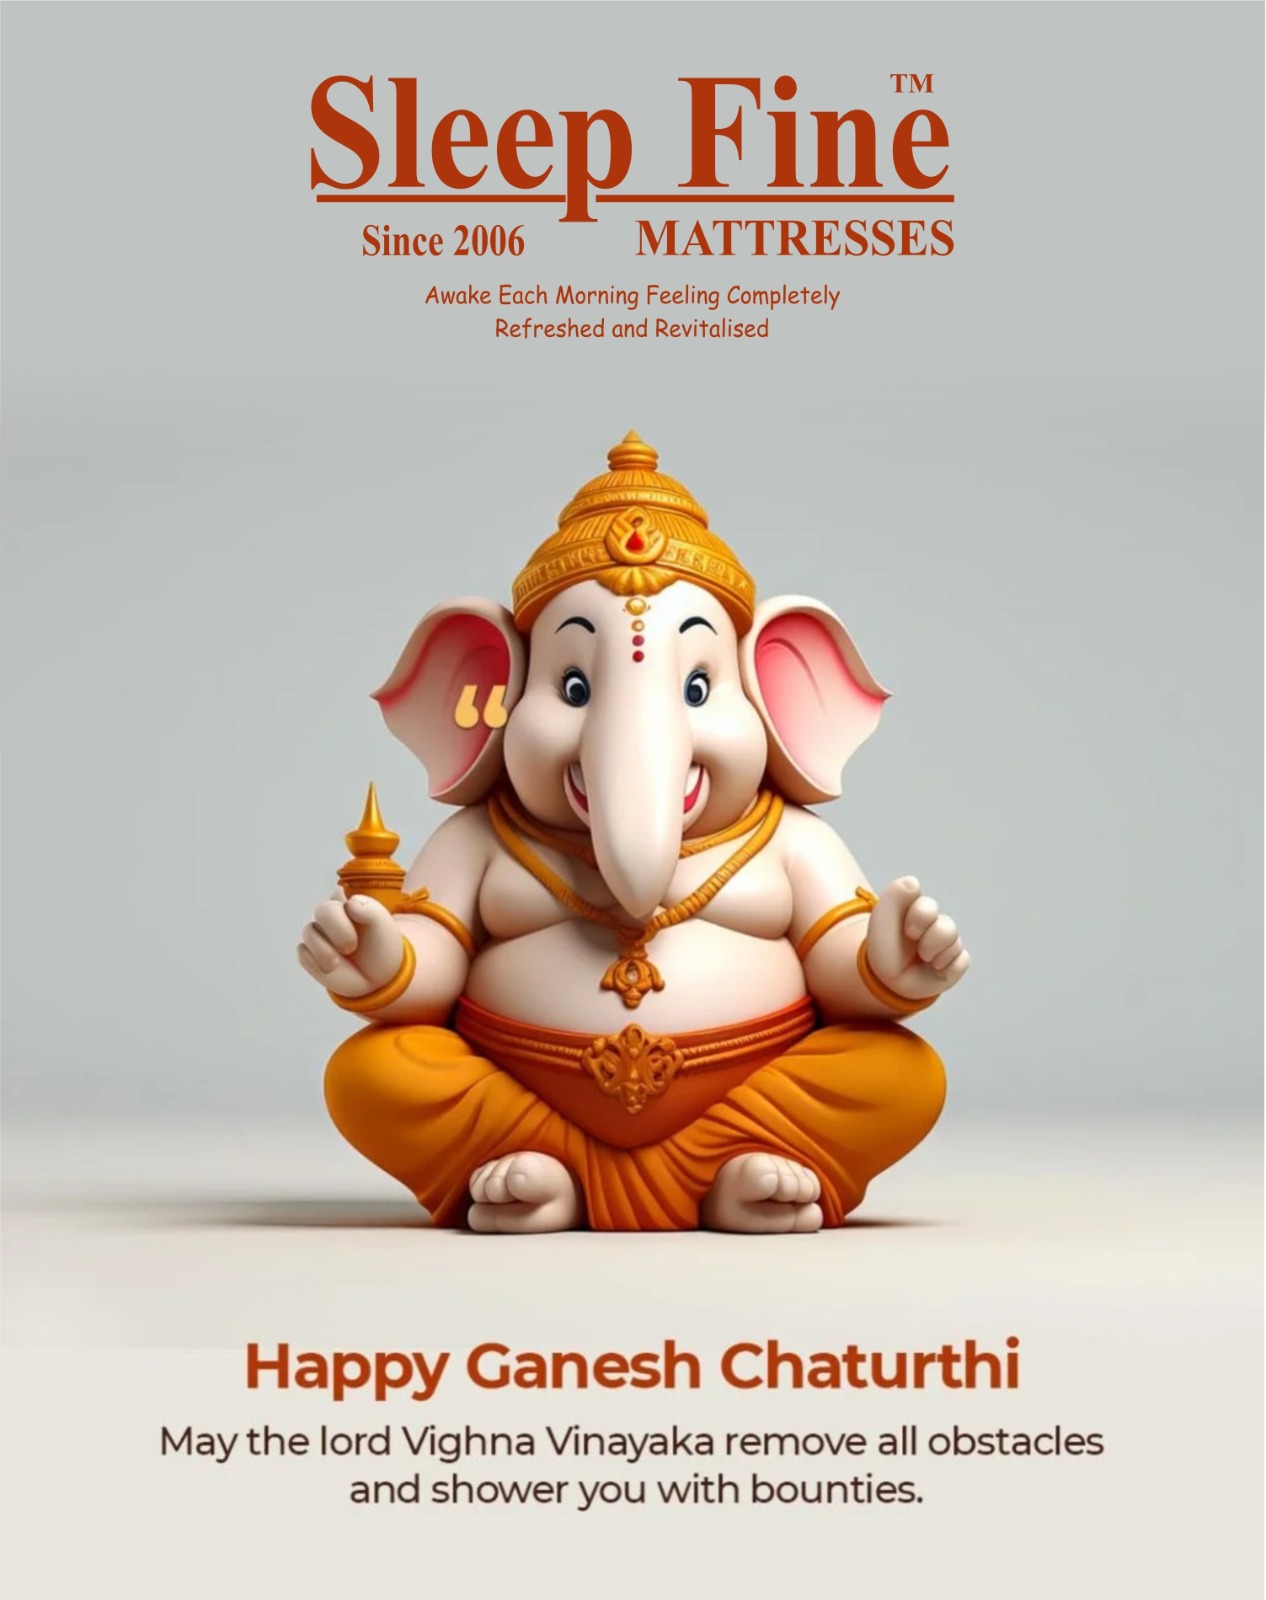 Sleep Fine™
Since 2006 MATTRESSES
Awake Each Morning Feeling Completely
Refreshed and Revitalised
“
Happy Ganesh Chaturthi
May the lord Vighna Vinayaka remove all obstacles
and shower you with bounties.